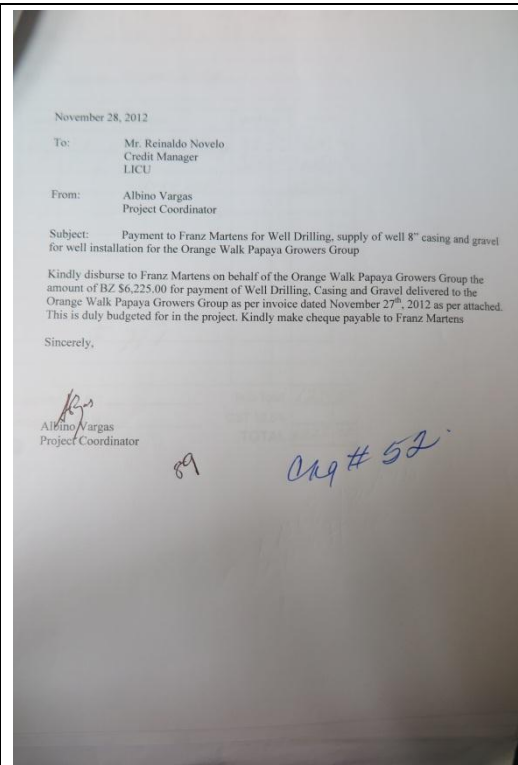 November 28, 2012
To: Mr. Reinaldo Novelo
Credit Manager
LICU
From: Albino Vargas
Project Coordinator
Subject: Payment to Franz Martens for Well Drilling, supply of well 8" casing and gravel
for well installation for the Orange Walk Papaya Growers Group
Kindly disburse to Franz Martens on behalf of the Orange Walk Papaya Growers Group the
amount of BZ $6,225.00 for payment of Well Drilling, Casing and Gravel delivered to the
Orange Walk Papaya Growers Group as per invoice dated November 27th, 2012 as per attached.
This is duly budgeted for in the project. Kindly make cheque payable to Franz Martens
Sincerely,
Albino Vargas
Project Coordinator
89
Chq # 52